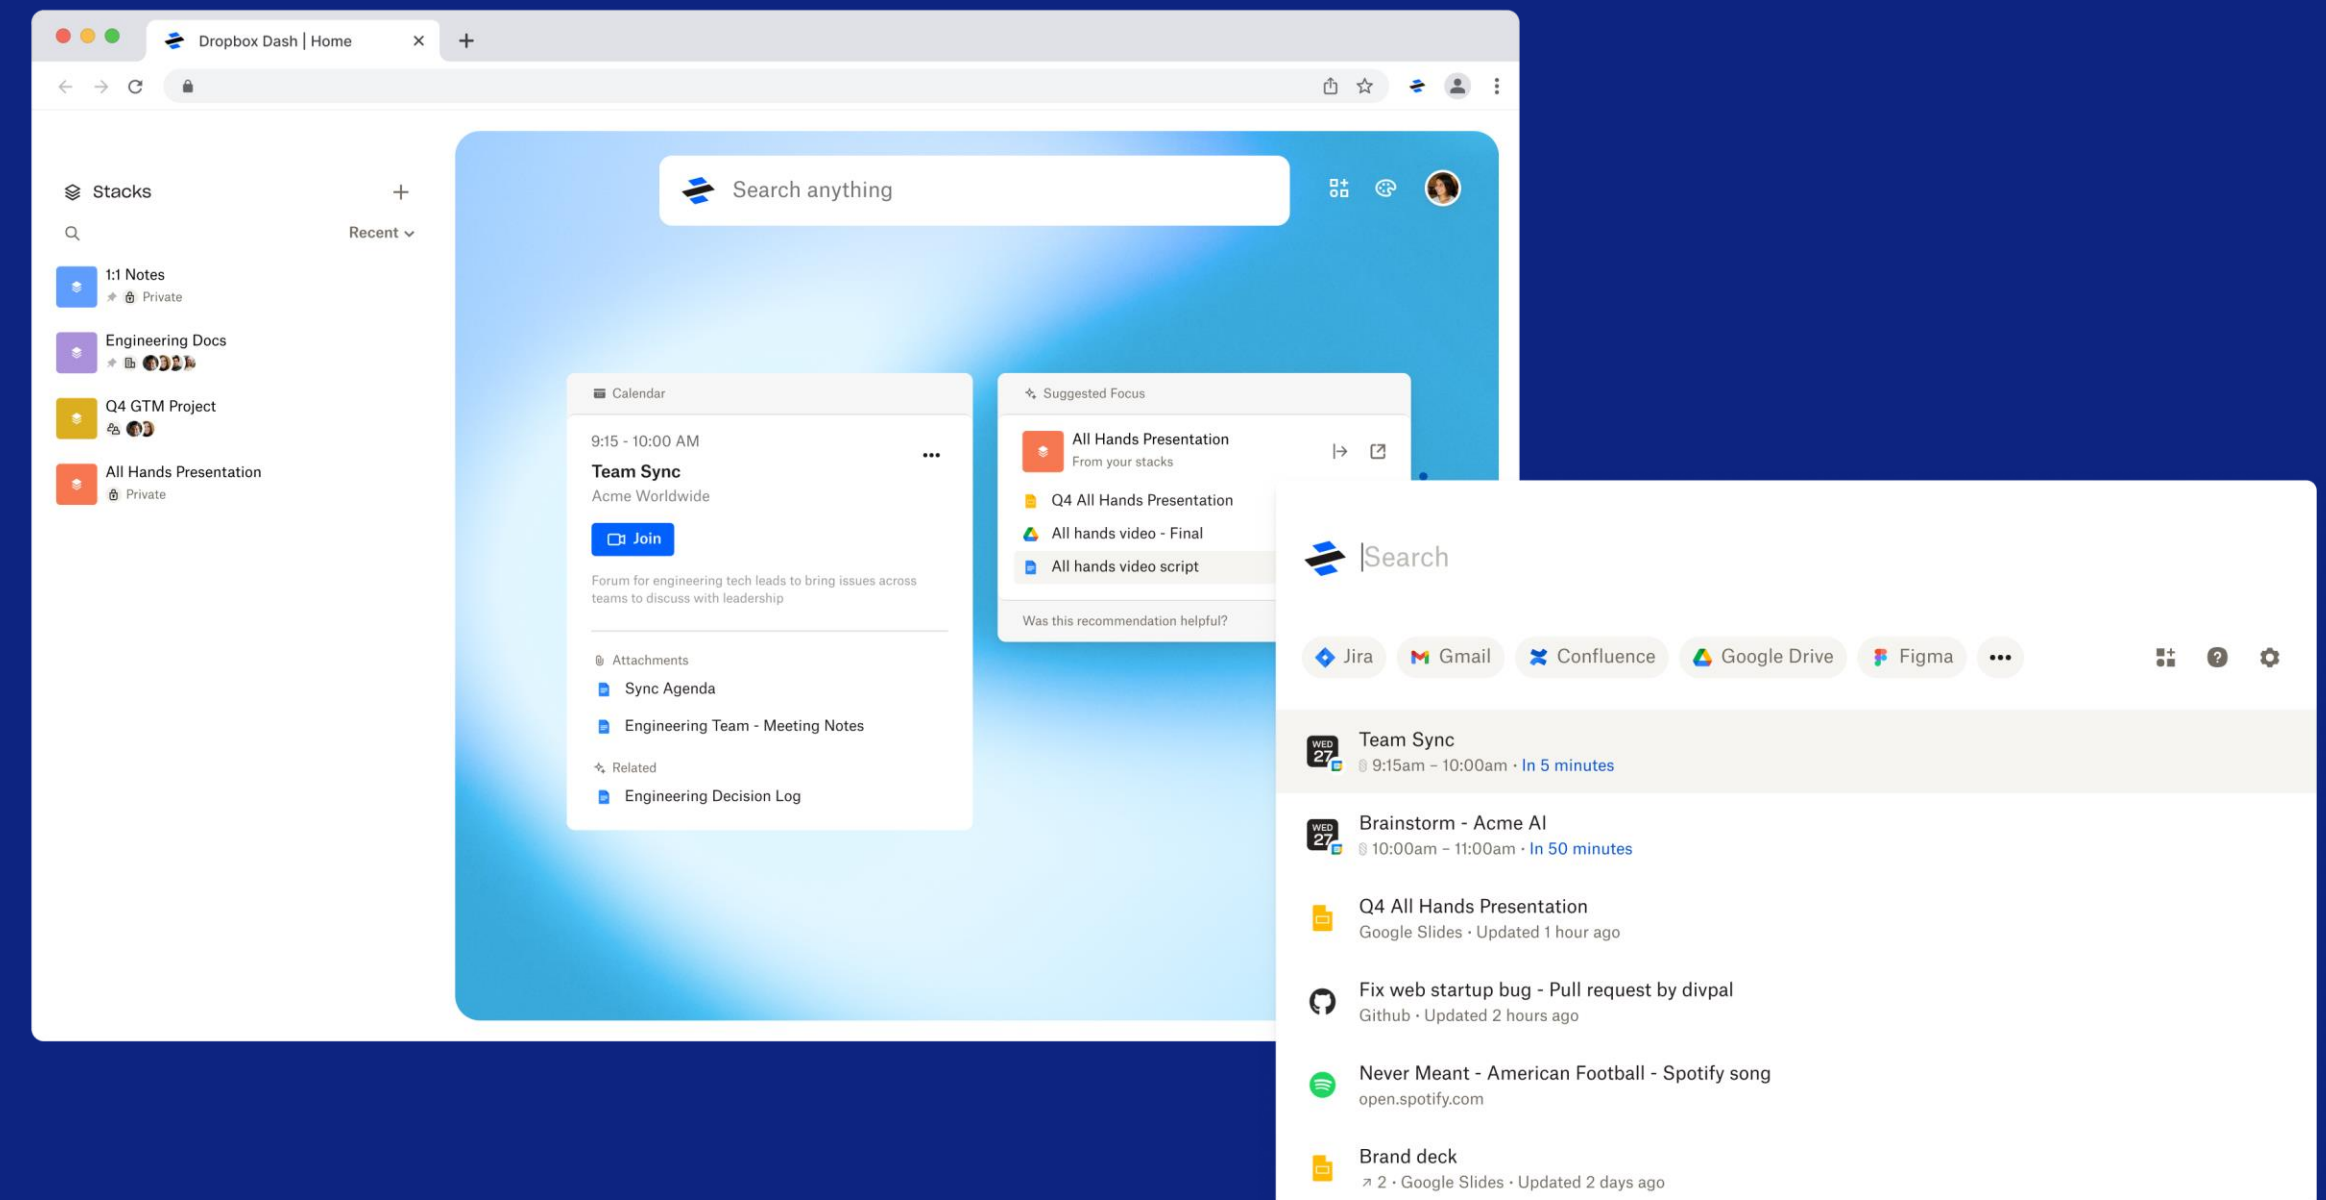 Dropbox Dash | Home
Stacks
Recent
1:1 Notes
Private
Engineering Docs
Q4 GTM Project
All Hands Presentation
Private
Search anything
Calendar
9:15 - 10:00 AM
Team Sync
Acme Worldwide
Join
Forum for engineering tech leads to bring issues across
teams to discuss with leadership
Attachments
Sync Agenda
Engineering Team - Meeting Notes
Related
Engineering Decision Log
Suggested Focus
All Hands Presentation
From your stacks
Q4 All Hands Presentation
All hands video - Final
All hands video script
Was this recommendation helpful?
Search
Jira Gmail Confluence Google Drive Figma
WED
27
Team Sync
9:15am – 10:00am · In 5 minutes
WED
27
Brainstorm - Acme AI
10:00am – 11:00am · In 50 minutes
Q4 All Hands Presentation
Google Slides · Updated 1 hour ago
Fix web startup bug - Pull request by divpal
Github · Updated 2 hours ago
Never Meant - American Football - Spotify song
open.spotify.com
Brand deck
2 · Google Slides · Updated 2 days ago